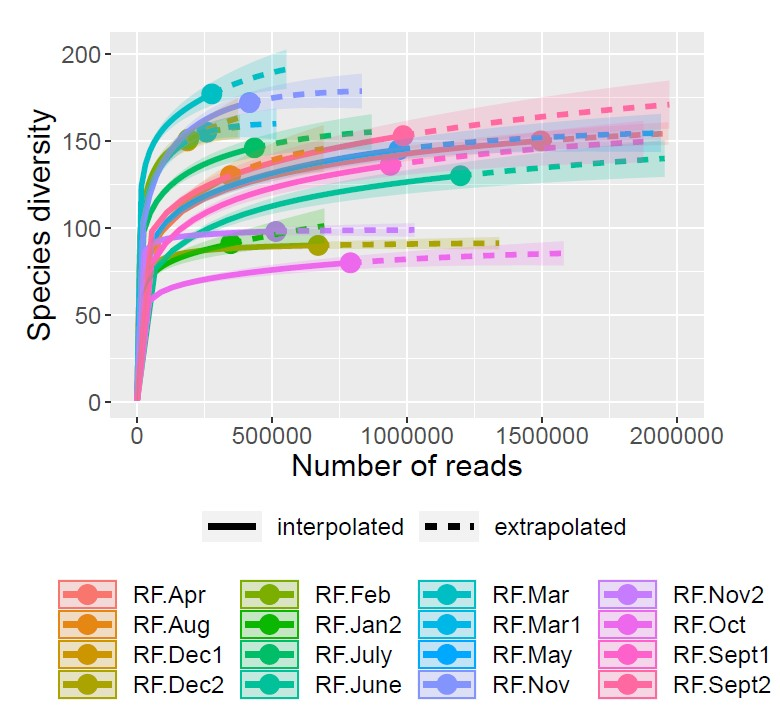 200
150
100
50
0
Species diversity
0 500000 1000000 1500000 2000000
Number of reads
interpolated extrapolated
RF.Apr RF.Feb RF.Mar RF.Nov2
RF.Aug RF.Jan2 RF.Mar1 RF.Oct
RF.Dec1 RF.July RF.May RF.Sept1
RF.Dec2 RF.June RF.Nov RF.Sept2